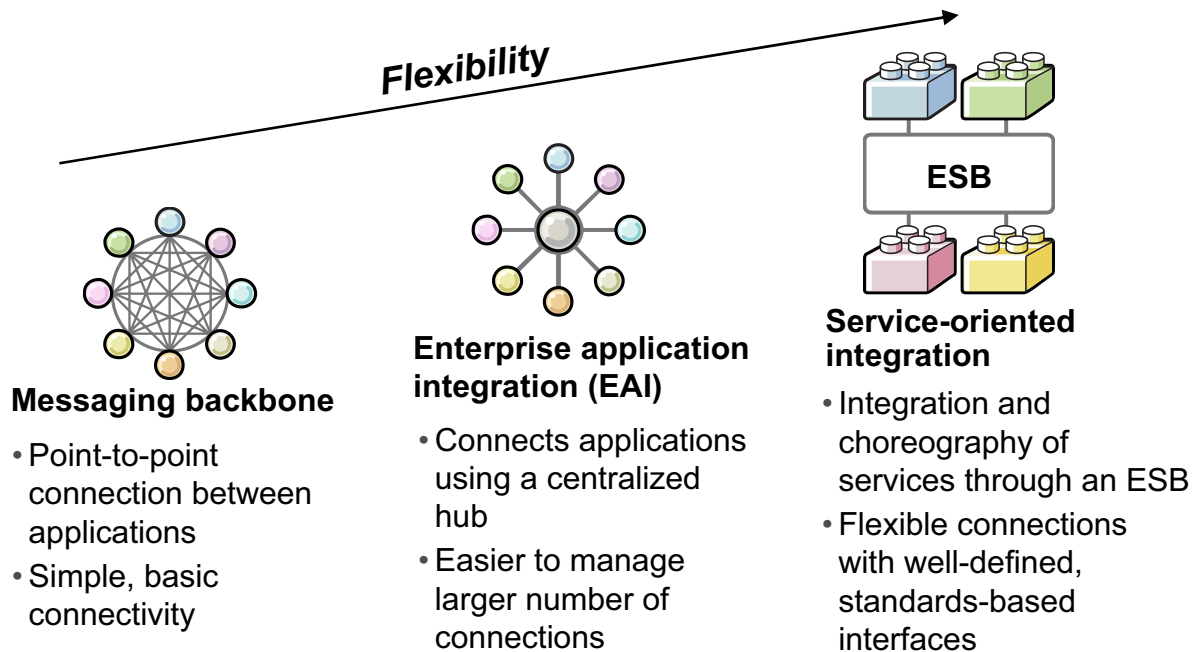 Flexibility
ESB
Messaging backbone
• Point-to-point
connection between
applications
• Simple, basic
connectivity
Enterprise application
integration (EAI)
• Connects applications
using a centralized
hub
• Easier to manage
larger number of
connections
Service-oriented
integration
• Integration and
choreography of
services through an ESB
• Flexible connections
with well-defined,
standards-based
interfaces